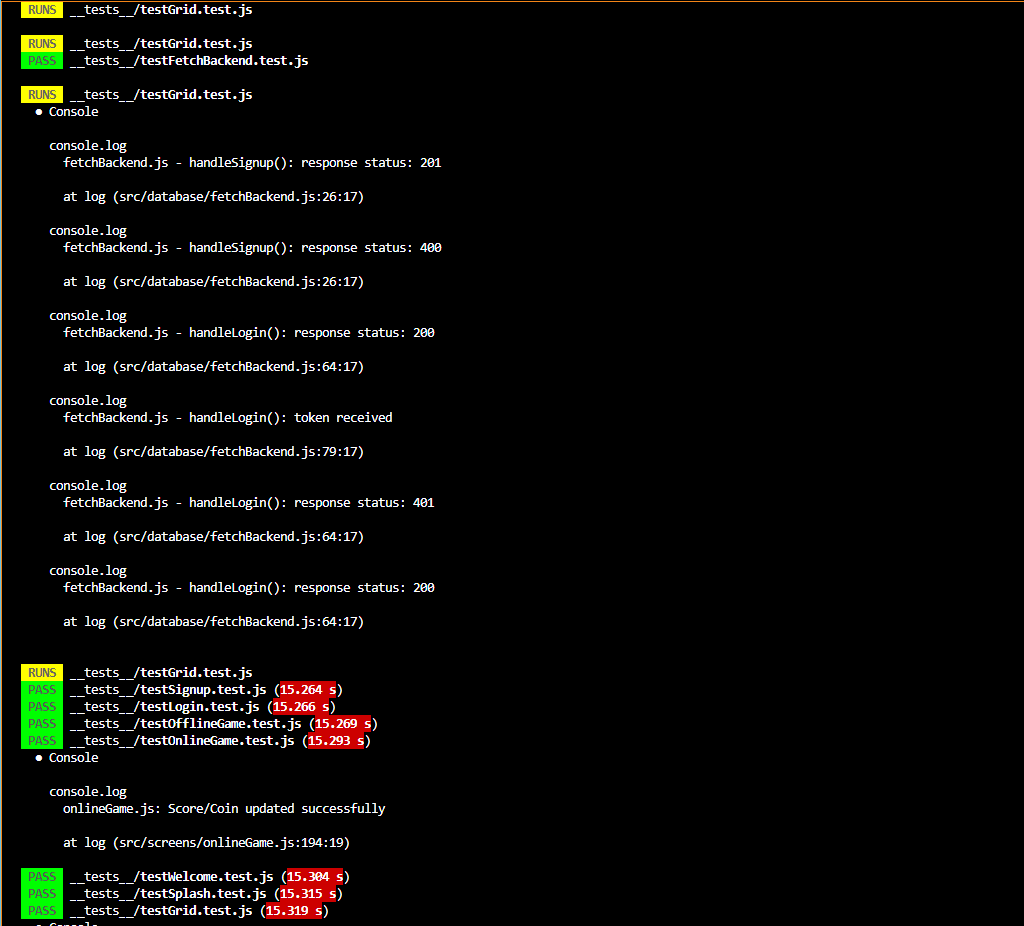 RUNS __tests__/testGrid.test.js
RUNS __tests__/testGrid.test.js
PASS __tests__/testFetchBackend.test.js
RUNS __tests__/testGrid.test.js
● Console
console.log
fetchBackend.js - handleSignup(): response status: 201
at log (src/database/fetchBackend.js:26:17)
console.log
fetchBackend.js - handleSignup(): response status: 400
at log (src/database/fetchBackend.js:26:17)
console.log
fetchBackend.js - handleLogin(): response status: 200
at log (src/database/fetchBackend.js:64:17)
console.log
fetchBackend.js - handleLogin(): token received
at log (src/database/fetchBackend.js:79:17)
console.log
fetchBackend.js - handleLogin(): response status: 401
at log (src/database/fetchBackend.js:64:17)
console.log
fetchBackend.js - handleLogin(): response status: 200
at log (src/database/fetchBackend.js:64:17)
RUNS __tests__/testGrid.test.js
PASS __tests__/testSignup.test.js (15.264 s)
PASS __tests__/testLogin.test.js (15.266 s)
PASS __tests__/testOfflineGame.test.js (15.269 s)
PASS __tests__/testOnlineGame.test.js (15.293 s)
● Console
console.log
onlineGame.js: Score/Coin updated successfully
at log (src/screens/onlineGame.js:194:19)
PASS __tests__/testWelcome.test.js (15.304 s)
PASS __tests__/testSplash.test.js (15.315 s)
PASS __tests__/testGrid.test.js (15.319 s)
● Console